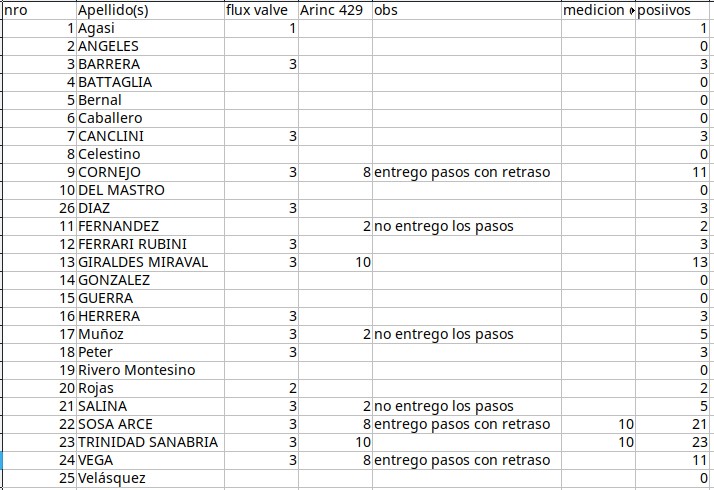 nro Apellido(s) flux valve Arinc 429 obs medicion posiivos
1 Agasi 1 1
2 ANGELES 0
3 BARRERA 3 3
4 BATTAGLIA 0
5 Bernal 0
6 Caballero 0
7 CANCLINI 3 3
8 Celestino 0
9 CORNEJO 3 8 entrego pasos con retraso 11
10 DEL MASTRO 0
26 DIAZ 3 3
11 FERNANDEZ 2 no entrego los pasos 2
12 FERRARI RUBINI 3 3
13 GIRALDES MIRAVAL 3 10 13
14 GONZALEZ 0
15 GUERRA 0
16 HERRERA 3 3
17 Muñoz 3 2 no entrego los pasos 5
18 Peter 3 3
19 Rivero Montesino 0
20 Rojas 2 2
21 SALINA 3 2 no entrego los pasos 5
22 SOSA ARCE 3 8 entrego pasos con retraso 10 21
23 TRINIDAD SANABRIA 3 10 10 23
24 VEGA 3 8 entrego pasos con retraso 11
25 Velásquez 0